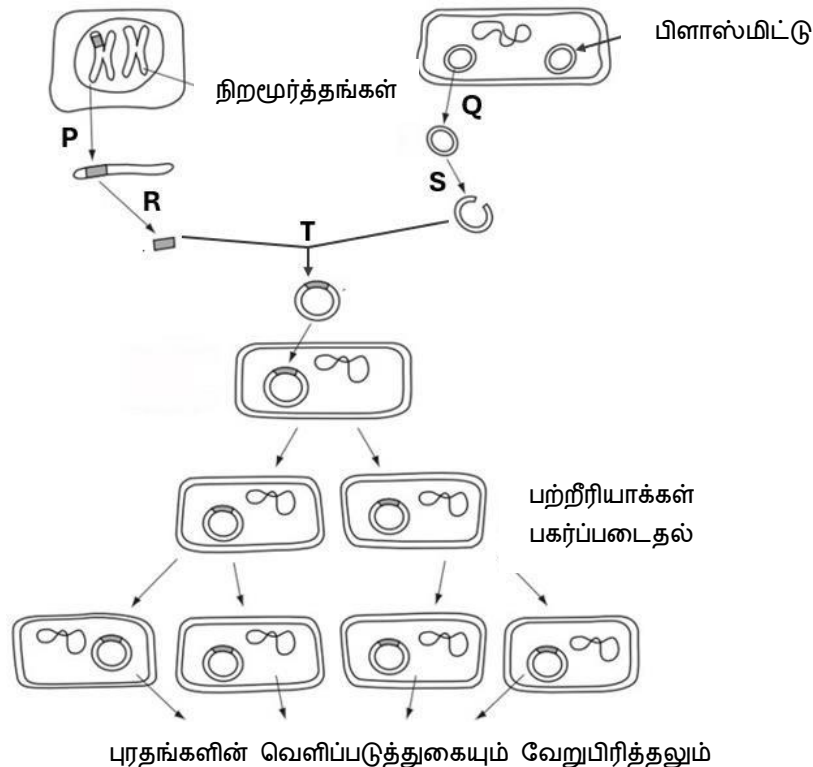 பிளாஸ்மிட்டு
நிறமூர்த்தங்கள்
Q
P
S
R
T
பற்றீரியாக்கள்
பகர்ப்படைதல்
புரதங்களின் வெளிப்படுத்துகையும் வேறுபிரித்தலும்